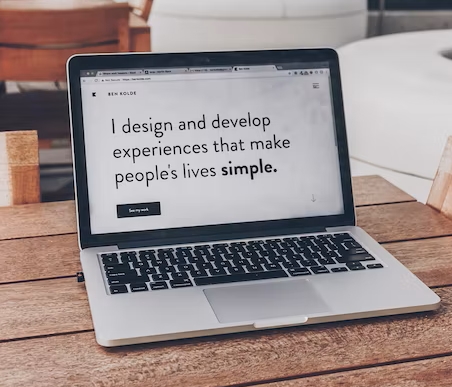 BEN KOLDE
I design and develop
experiences that make
people's lives simple.
See my work